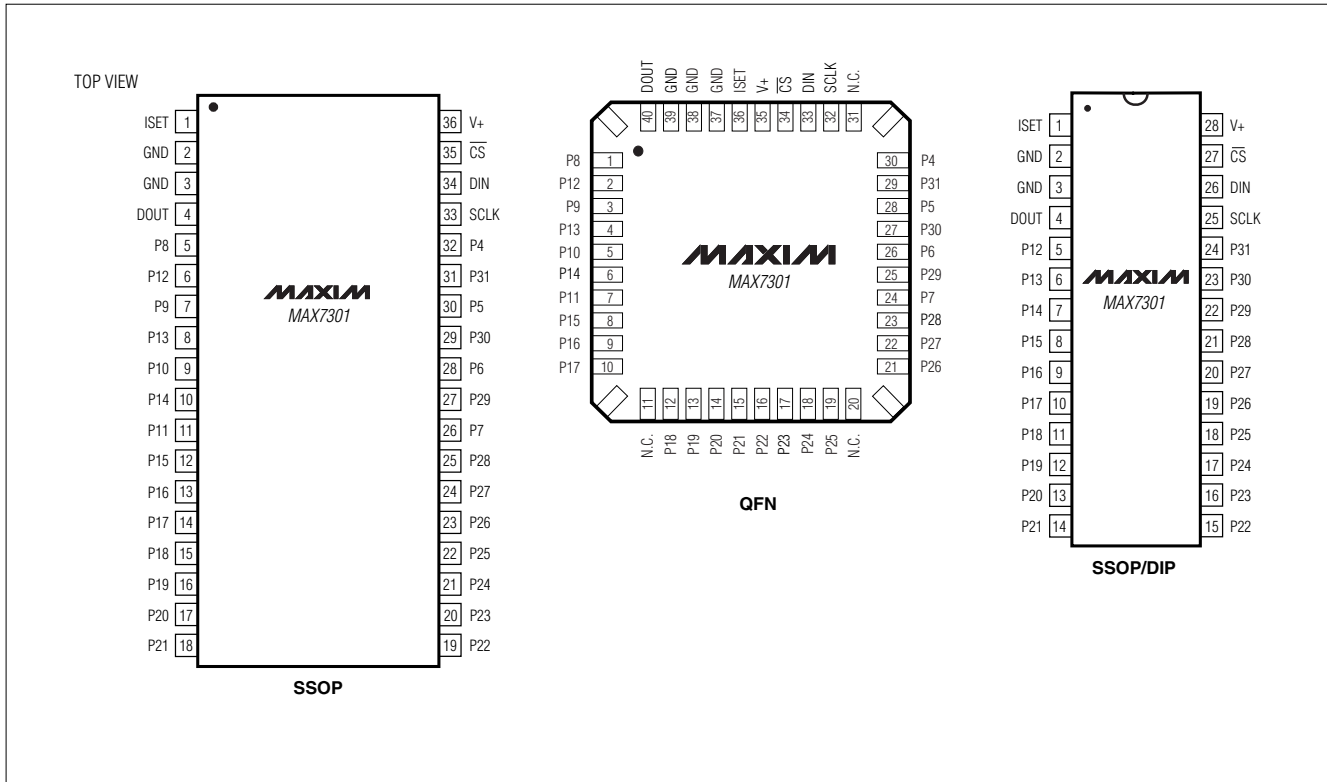 TOP VIEW
ISET 1
GND 2
GND 3
DOUT 4
P8 5
P12 6
P9 7
P13 8
P10 9
P14 10
P11 11
P15 12
P16 13
P17 14
P18 15
P19 16
P20 17
P21 18
36 V+
35 CS
34 DIN
33 SCLK
32 P4
31 P31
30 P5
29 P30
28 P6
27 P29
26 P7
25 P28
24 P27
23 P26
22 P25
21 P24
20 P23
19 P22
MAXIM
MAX7301
SSOP
DOUT GND GND GND ISET V+ CS DIN SCLK N.C.
40 39 38 37 36 35 34 33 32 31
P8 1
P12 2
P9 3
P13 4
P10 5
P14 6
P11 7
P15 8
P16 9
P17 10
30 P4
29 P31
28 P5
27 P30
26 P6
25 P29
24 P7
23 P28
22 P27
21 P26
MAXIM
MAX7301
11 12 13 14 15 16 17 18 19 20
N.C. P18 P19 P20 P21 P22 P23 P24 P25 N.C.
QFN
ISET 1
GND 2
GND 3
DOUT 4
P12 5
P13 6
P14 7
P15 8
P16 9
P17 10
P18 11
P19 12
P20 13
P21 14
28 V+
27 CS
26 DIN
25 SCLK
24 P31
23 P30
22 P29
21 P28
20 P27
19 P26
18 P25
17 P24
16 P23
15 P22
MAXIM
MAX7301
SSOP/DIP